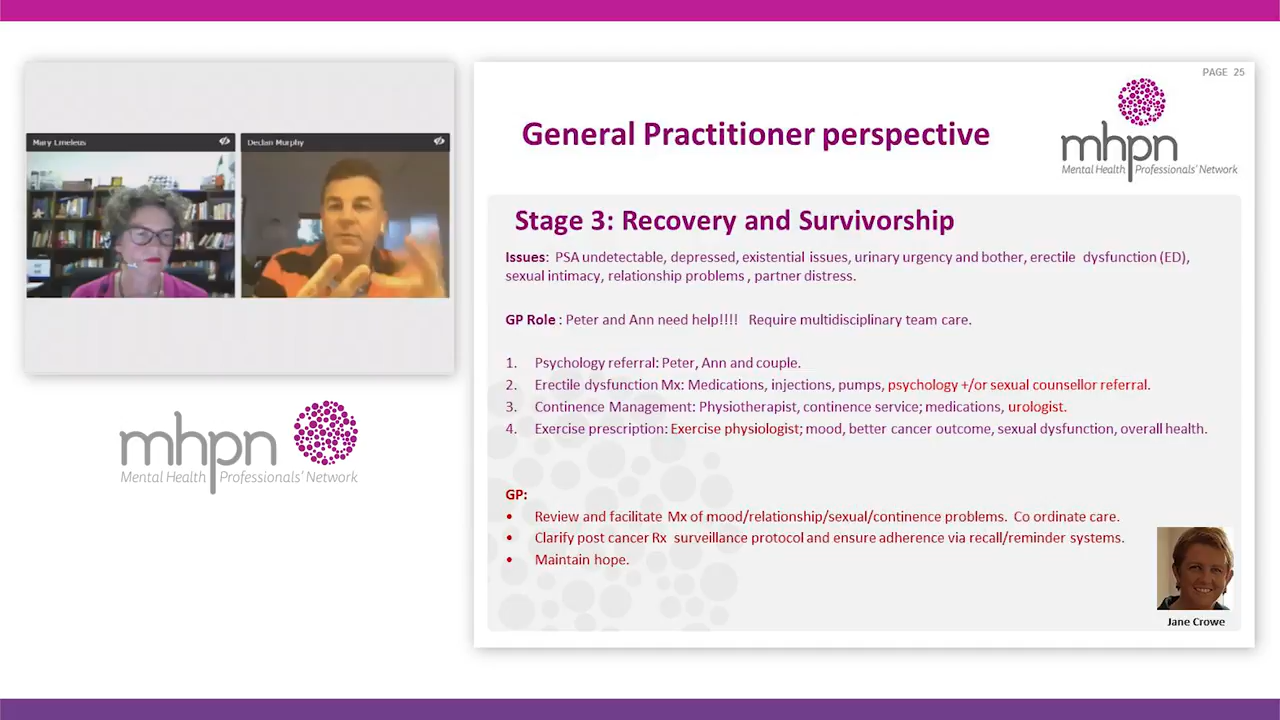 PAGE 25
General Practitioner perspective
mhpn
Mental Health Professionals' Network
Mary Emeleus
Declan Murphy
Stage 3: Recovery and Survivorship
Issues: PSA undetectable, depressed, existential issues, urinary urgency and bother, erectile dysfunction (ED),
sexual intimacy, relationship problems , partner distress.
GP Role : Peter and Ann need help!!!! Require multidisciplinary team care.
1. Psychology referral: Peter, Ann and couple.
2. Erectile dysfunction Mx: Medications, injections, pumps, psychology +/or sexual counsellor referral.
3. Continence Management: Physiotherapist, continence service; medications, urologist.
4. Exercise prescription: Exercise physiologist; mood, better cancer outcome, sexual dysfunction, overall health.
GP:
• Review and facilitate Mx of mood/relationship/sexual/continence problems. Co ordinate care.
• Clarify post cancer Rx surveillance protocol and ensure adherence via recall/reminder systems.
• Maintain hope.
Jane Crowe
mhpn
Mental Health Professionals' Network